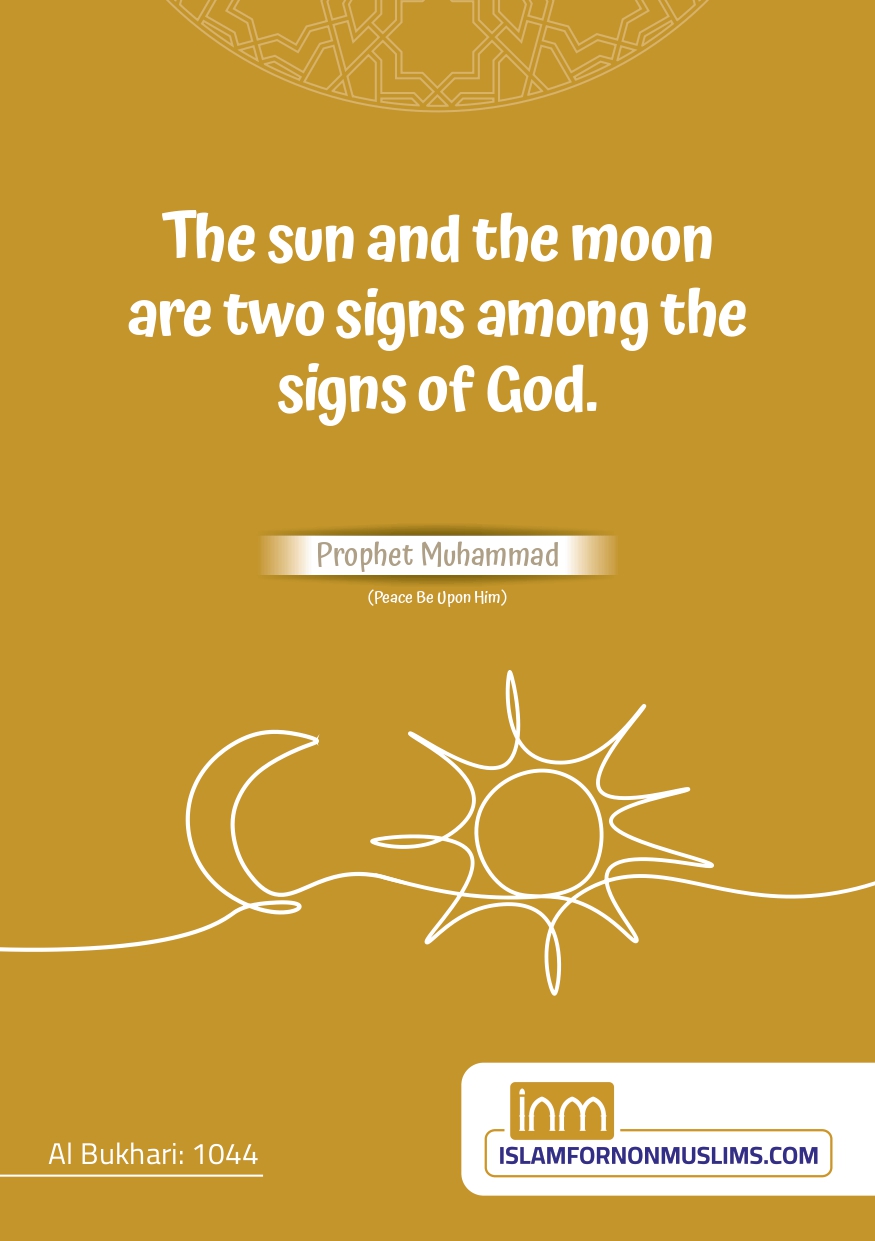 The sun and the moon
are two signs among the
signs of God.
Prophet Muhammad
(Peace Be Upon Him)
Al Bukhari: 1044
inm
ISLAMFORNONMUSLIMS.COM